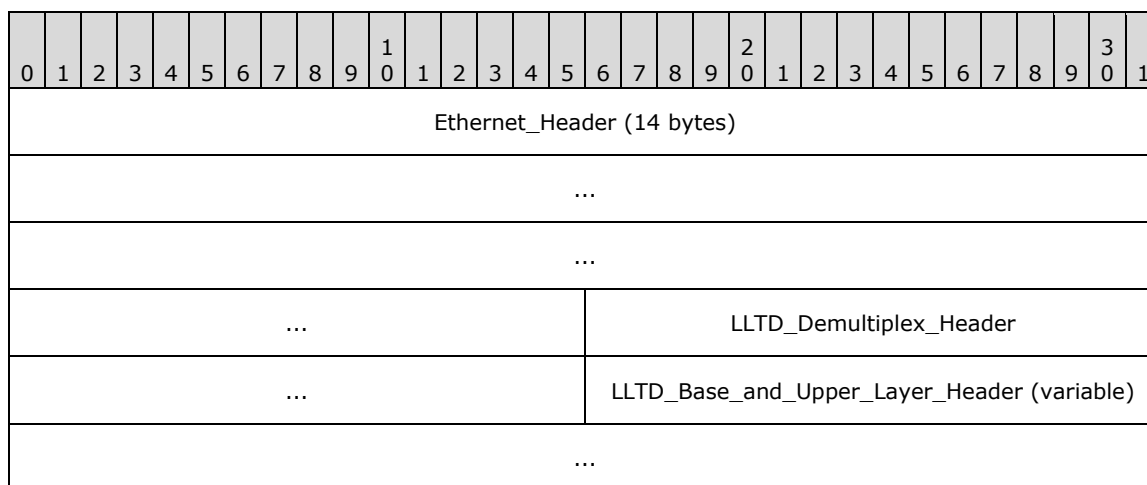 0 1 2 3 4 5 6 7 8 9 1 0 1 2 3 4 5 6 7 8 9 2 0 1 2 3 4 5 6 7 8 9 3 0 1
Ethernet_Header (14 bytes)
...
...
... LLTD_Demultiplex_Header
... LLTD_Base_and_Upper_Layer_Header (variable)
...